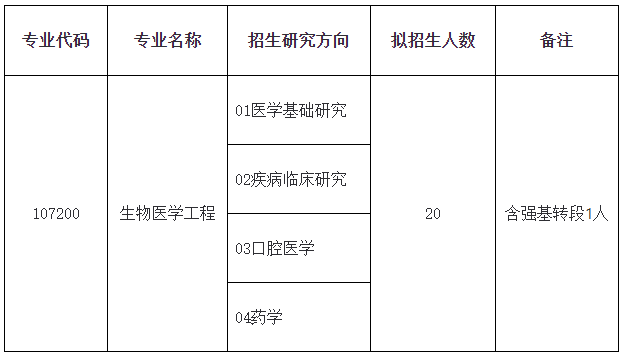 专业代码 专业名称 招生研究方向 拟招生人数 备注
01医学基础研究
02疾病临床研究
107200 生物医学工程 20 含强基转段1人
03口腔医学
04药学